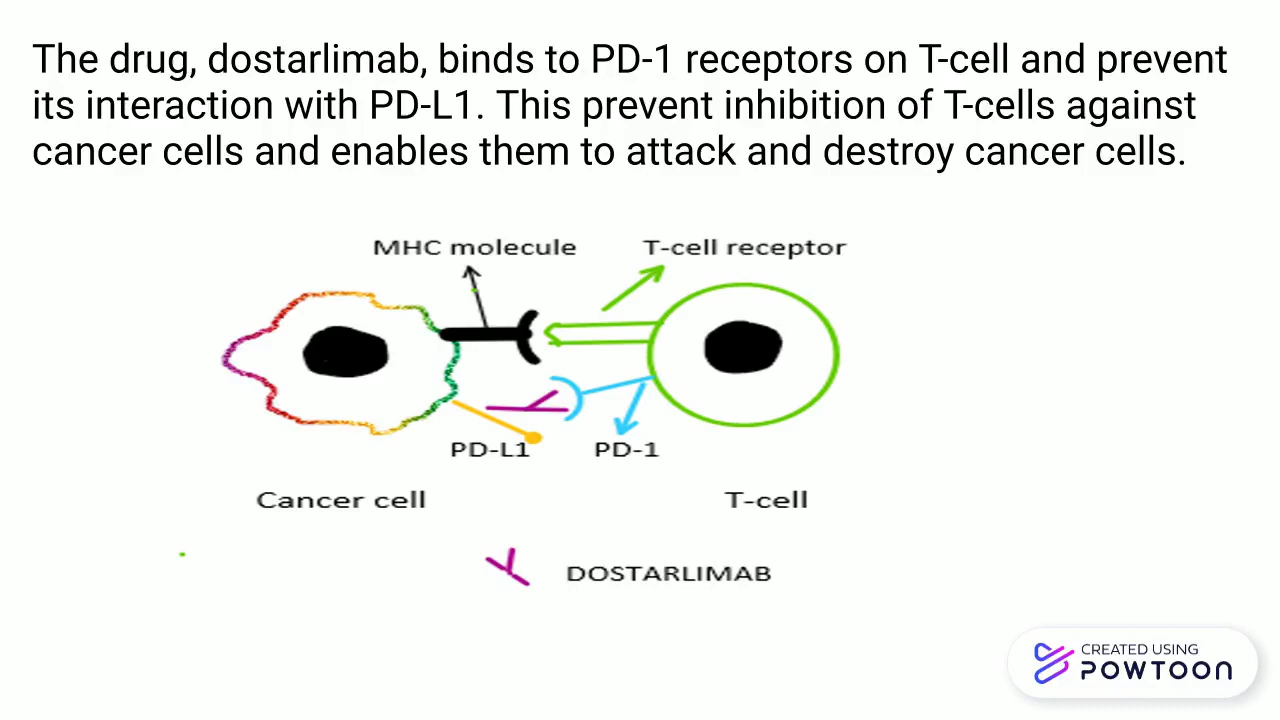 The drug, dostarlimab, binds to PD-1 receptors on T-cell and prevent
its interaction with PD-L1. This prevent inhibition of T-cells against
cancer cells and enables them to attack and destroy cancer cells.
MHC molecule
T-cell receptor
PD-L1
PD-1
Cancer cell
T-cell
DOSTARLIMAB
CREATED USING
POWTOON